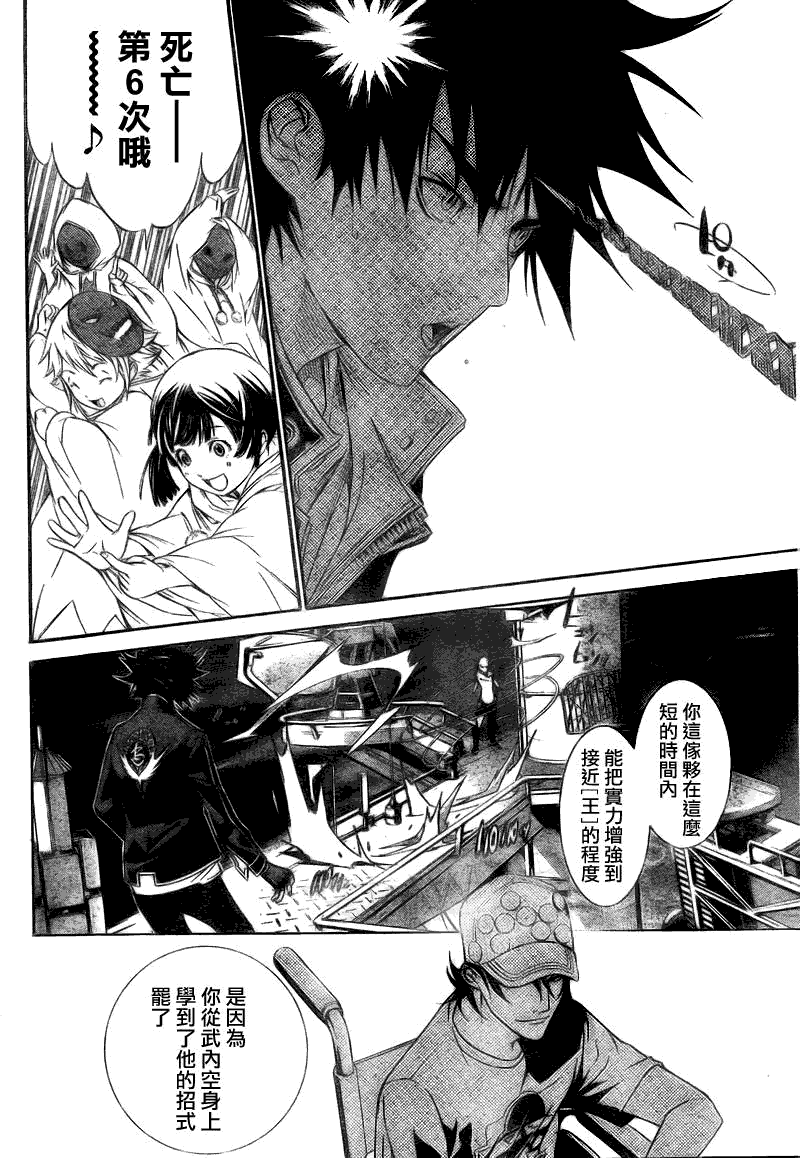 死亡——
第6次哦
~~~~♪
你這傢夥在這麼
短的時間內
能把實力增強到
接近[王]的程度
是因為
你從武內空身上
學到了他的招式
罷了